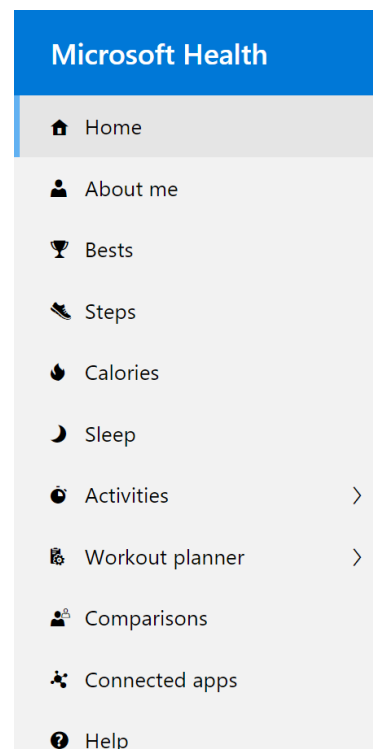 Microsoft Health
Home
About me
Bests
Steps
Calories
Sleep
Activities
Workout planner
Comparisons
Connected apps
Help